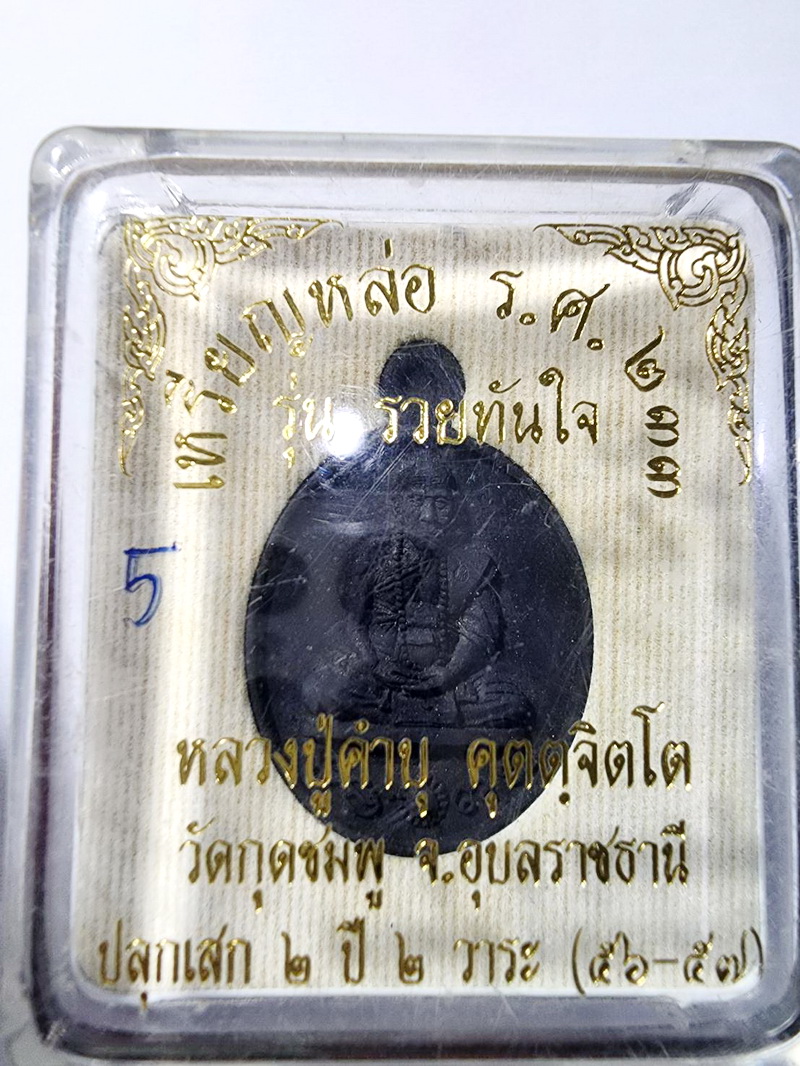 เหรียญหล่อ ร.ศ.๒๓๓
รุ่น รวยทันใจ
5
หลวงปู่คำบุ คุตฺตจิตโต
วัดกุดชมพู จ.อุบลราชธานี
ปลุกเสก ๒ ปี ๒ วาระ (๕๖-๕๗)